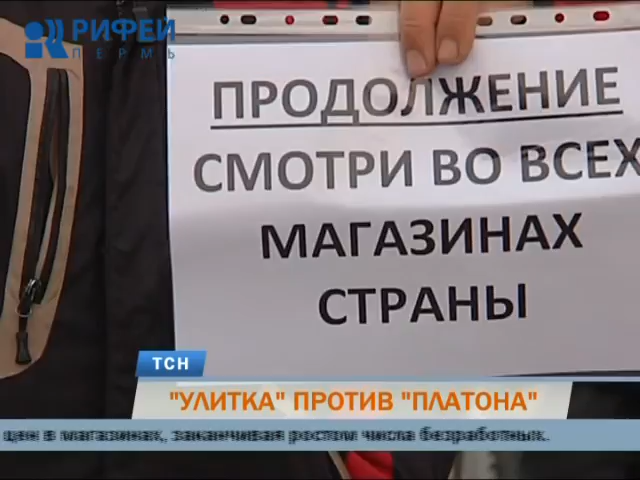 РИФЕЙ
ПЕРМЬ
ПРОДОЛЖЕНИЕ
СМОТРИ ВО ВСЕХ
МАГАЗИНАХ
СТРАНЫ
ТСН
"УЛИТКА" ПРОТИВ "ПЛАТОНА"
цен в магазинах, заканчивая ростом числа безработных.